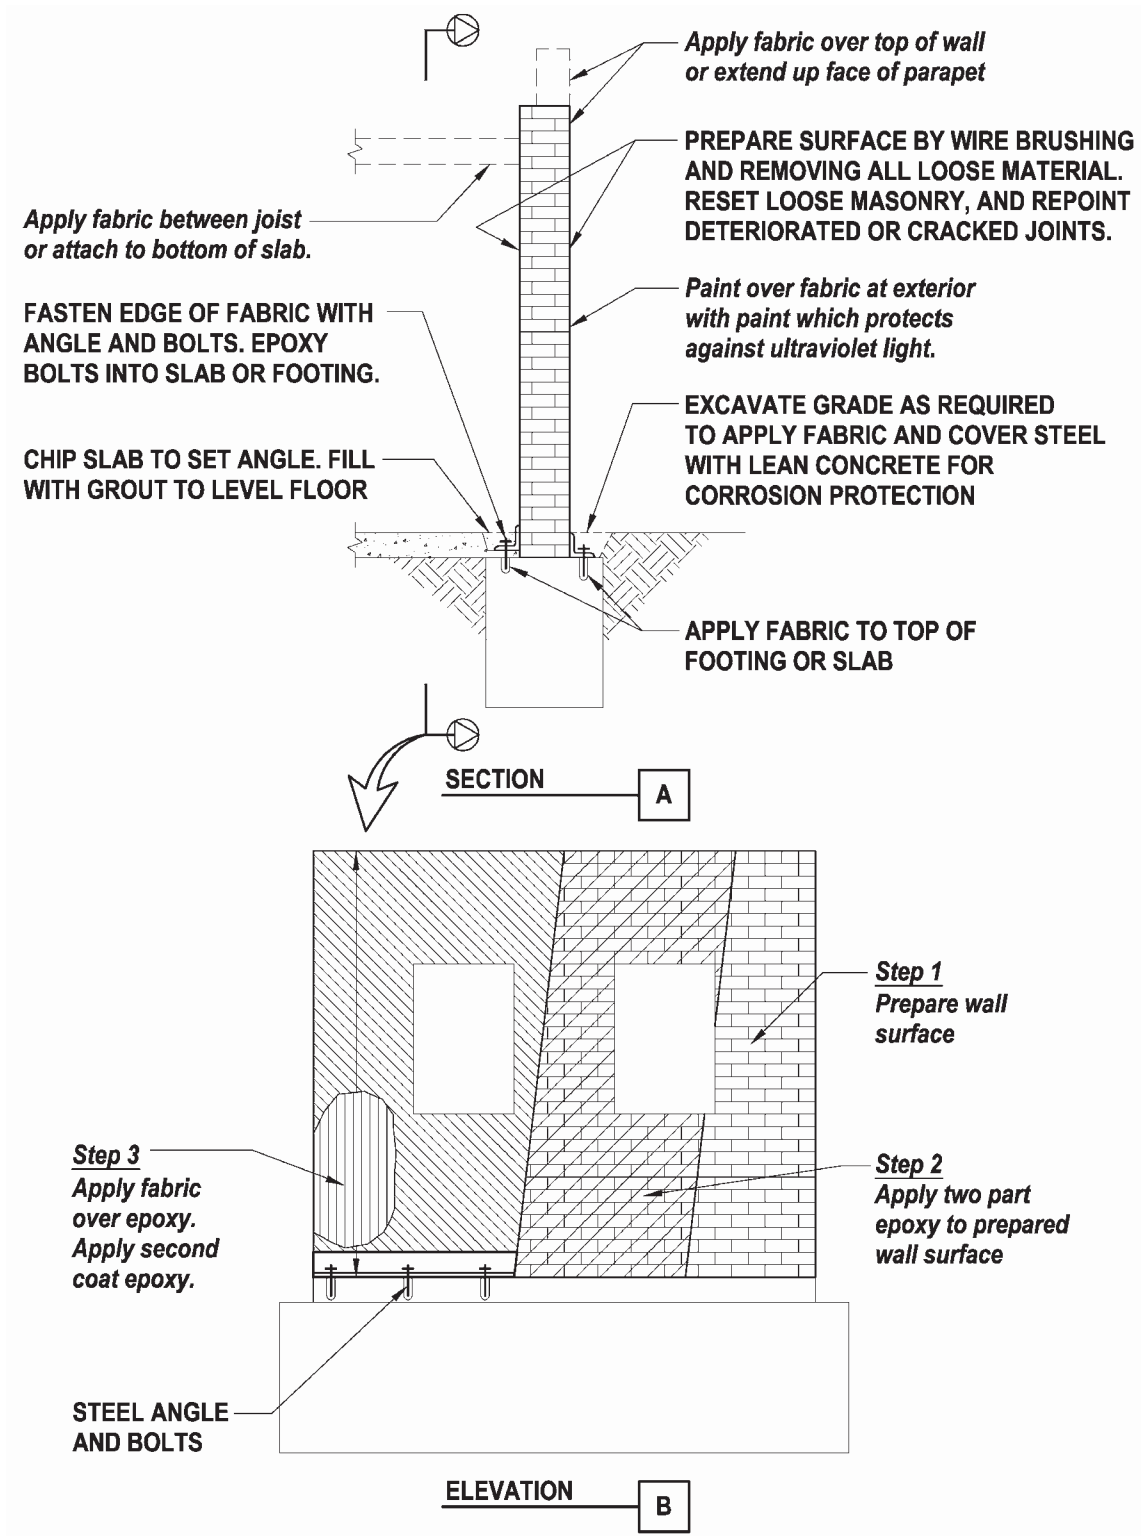 Apply fabric over top of wall
or extend up face of parapet
PREPARE SURFACE BY WIRE BRUSHING
AND REMOVING ALL LOOSE MATERIAL.
RESET LOOSE MASONRY, AND REPOINT
DETERIORATED OR CRACKED JOINTS.
Apply fabric between joist
or attach to bottom of slab.
Paint over fabric at exterior
with paint which protects
against ultraviolet light.
FASTEN EDGE OF FABRIC WITH
ANGLE AND BOLTS. EPOXY
BOLTS INTO SLAB OR FOOTING.
EXCAVATE GRADE AS REQUIRED
TO APPLY FABRIC AND COVER STEEL
WITH LEAN CONCRETE FOR
CORROSION PROTECTION
CHIP SLAB TO SET ANGLE. FILL
WITH GROUT TO LEVEL FLOOR
APPLY FABRIC TO TOP OF
FOOTING OR SLAB
SECTION A
Step 1
Prepare wall
surface
Step 3
Apply fabric
over epoxy.
Apply second
coat epoxy.
Step 2
Apply two part
epoxy to prepared
wall surface
STEEL ANGLE
AND BOLTS
ELEVATION B